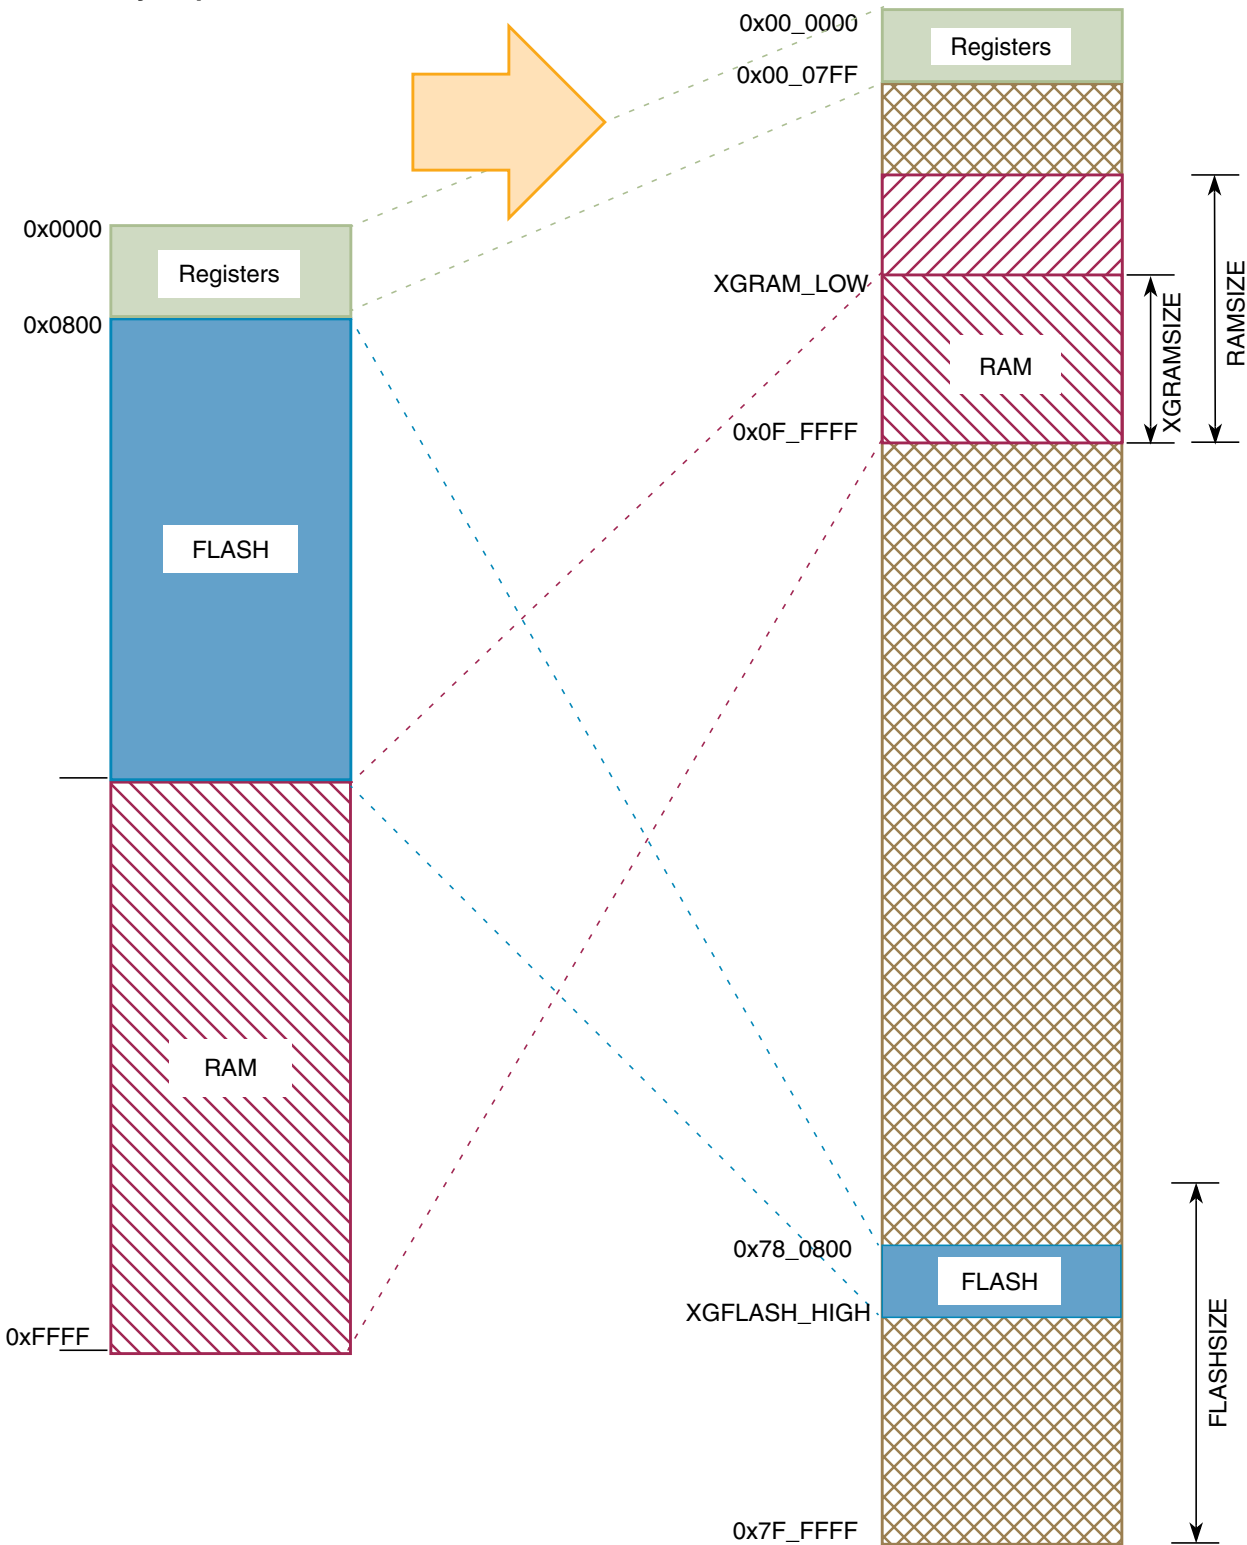 0x00_0000
Registers
0x00_07FF
0x0000
Registers
0x0800
XGRAM_LOW
RAM
XGRAMSIZE
RAMSIZE
0x0F_FFFF
FLASH
RAM
0x78_0800
FLASH
XGFLASH_HIGH
FLASHSIZE
0xFFFF
0x7F_FFFF